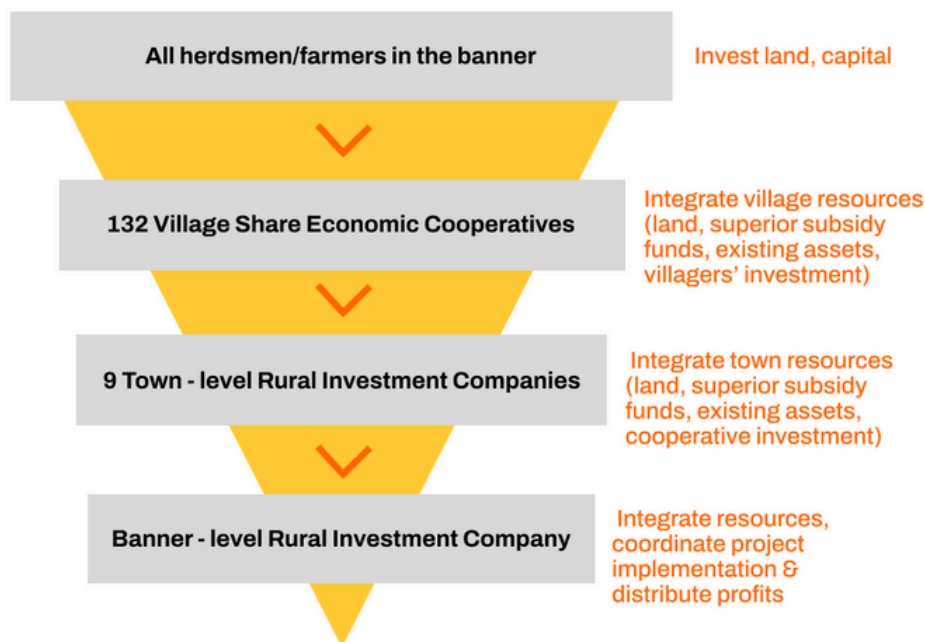 All herdsmen/farmers in the banner
Invest land, capital
132 Village Share Economic Cooperatives
Integrate village resources
(land, superior subsidy
funds, existing assets,
villagers’ investment)
9 Town - level Rural Investment Companies
Integrate town resources
(land, superior subsidy
funds, existing assets,
cooperative investment)
Banner - level Rural Investment Company
Integrate resources,
coordinate project
implementation &
distribute profits